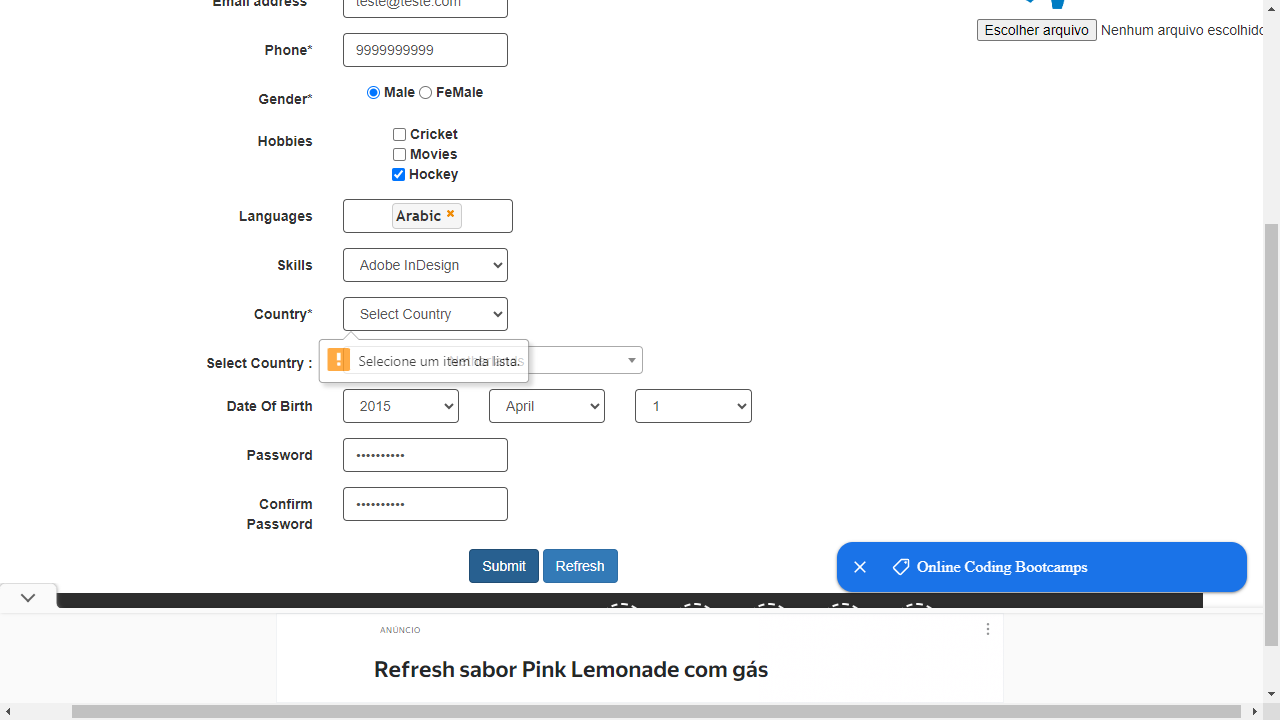 Email address
teste@teste.com
Escolher arquivo Nenhum arquivo escolhido
Phone*
9999999999
Gender*
Male FeMale
Hobbies
Cricket
Movies
Hockey
Languages
Arabic ×
Skills
Adobe InDesign
Country*
Select Country
Select Country :
Selecione um item da lista.
Date Of Birth
2015
April
1
Password
••••••••••
Confirm
Password
••••••••••
Submit
Refresh
Online Coding Bootcamps
ANÚNCIO
Refresh sabor Pink Lemonade com gás